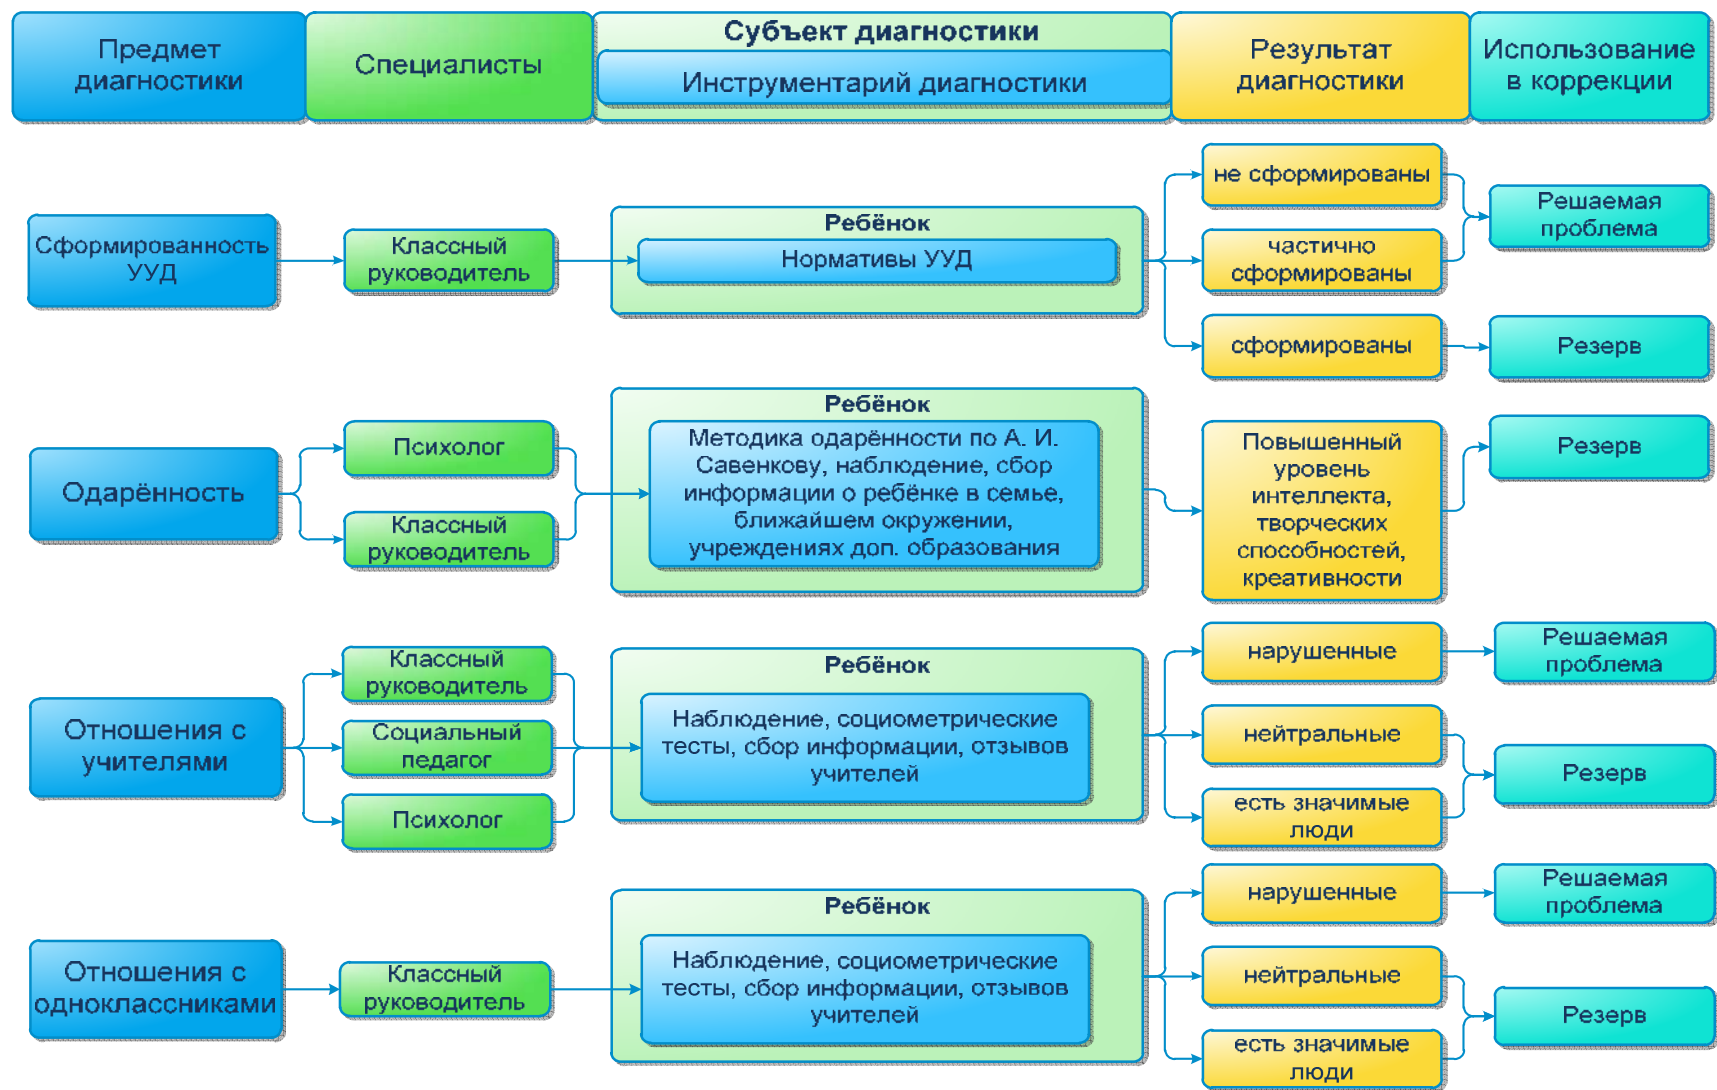 Предмет
диагностики
Специалисты
Субъект диагностики
Инструментарий диагностики
Результат
диагностики
Использование
в коррекции
Сформированность
УУД
Классный
руководитель
Ребёнок
Нормативы УУД
не сформированы
частично
сформированы
сформированы
Решаемая
проблема
Резерв
Одарённость
Психолог
Классный
руководитель
Ребёнок
Методика одарённости по А. И.
Савенкову, наблюдение, сбор
информации о ребёнке в семье,
ближайшем окружении,
учреждениях доп. образования
Повышенный
уровень
интеллекта,
творческих
способностей,
креативности
Резерв
Отношения с
учителями
Классный
руководитель
Социальный
педагог
Психолог
Ребёнок
Наблюдение, социометрические
тесты, сбор информации, отзывов
учителей
нарушенные
нейтральные
есть значимые
люди
Решаемая
проблема
Резерв
Отношения с
одноклассниками
Классный
руководитель
Ребёнок
Наблюдение, социометрические
тесты, сбор информации, отзывов
учителей
нарушенные
нейтральные
есть значимые
люди
Решаемая
проблема
Резерв